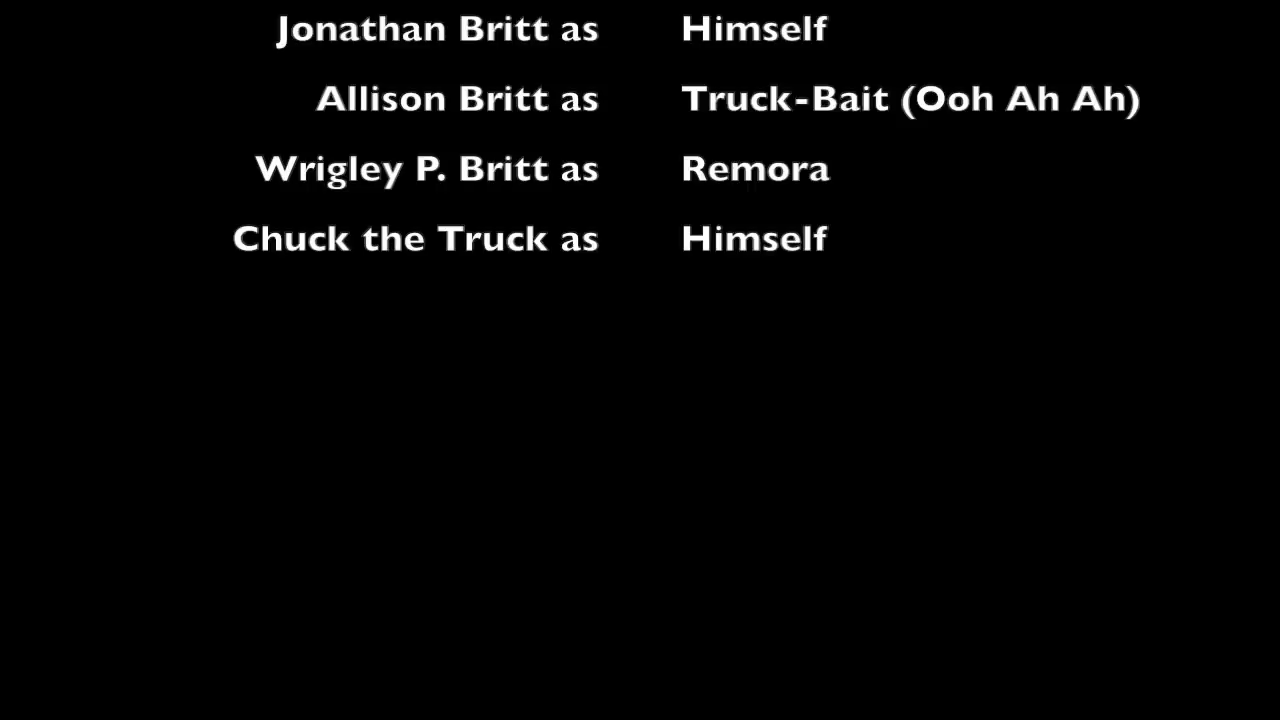 Jonathan Britt as Himself
Allison Britt as Truck-Bait (Ooh Ah Ah)
Wrigley P. Britt as Remora
Chuck the Truck as Himself